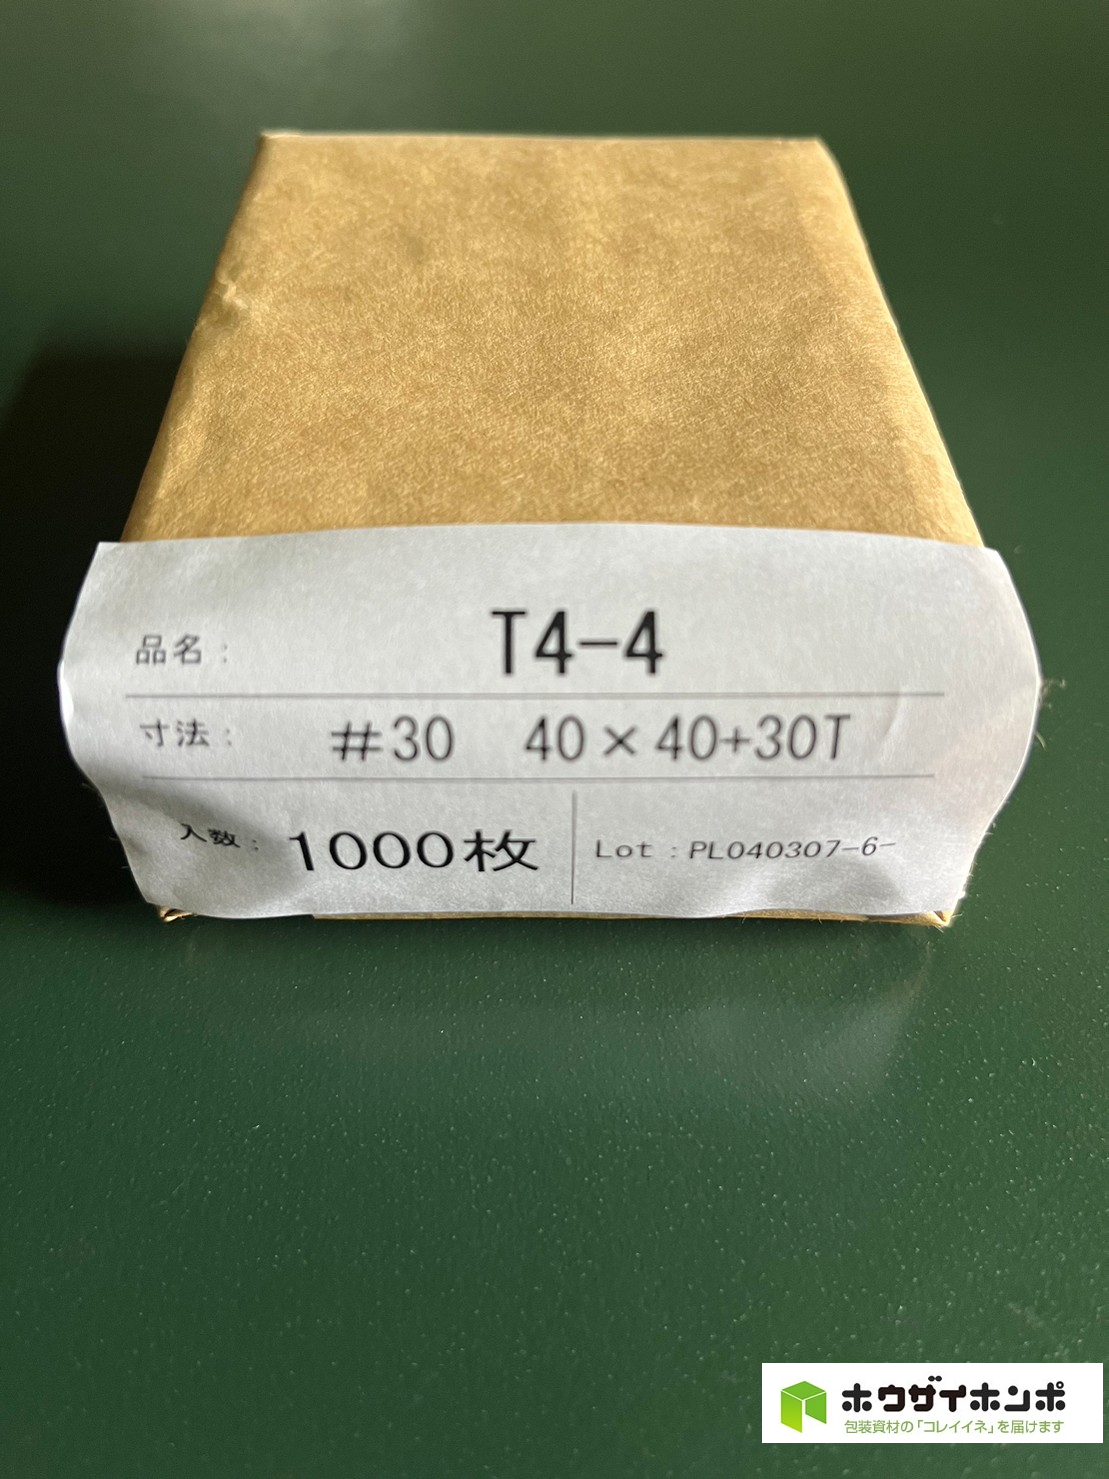 品名: T4-4
寸法: #30 40×40+30T
入数: 1000枚 Lot:PL040307-6-
ホウザイホンポ
包装資材の「コレイイネ」を届けます